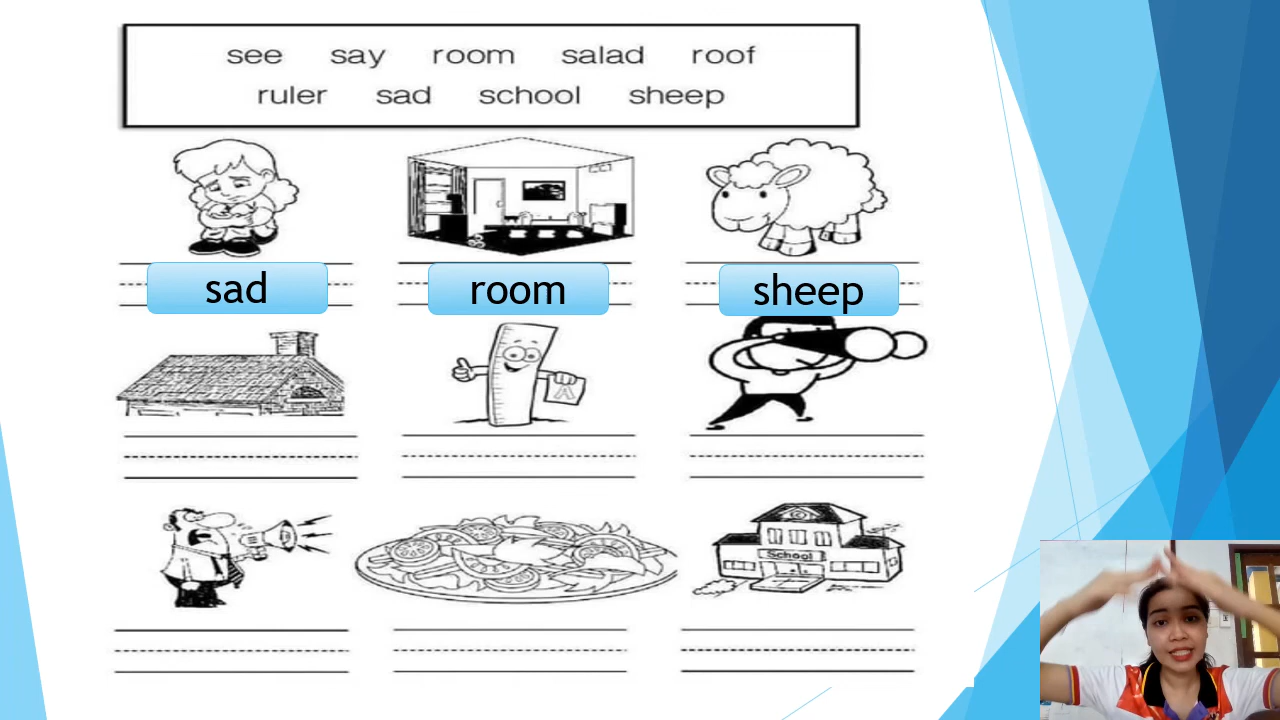 see say room salad roof
ruler sad school sheep
sad room sheep
School